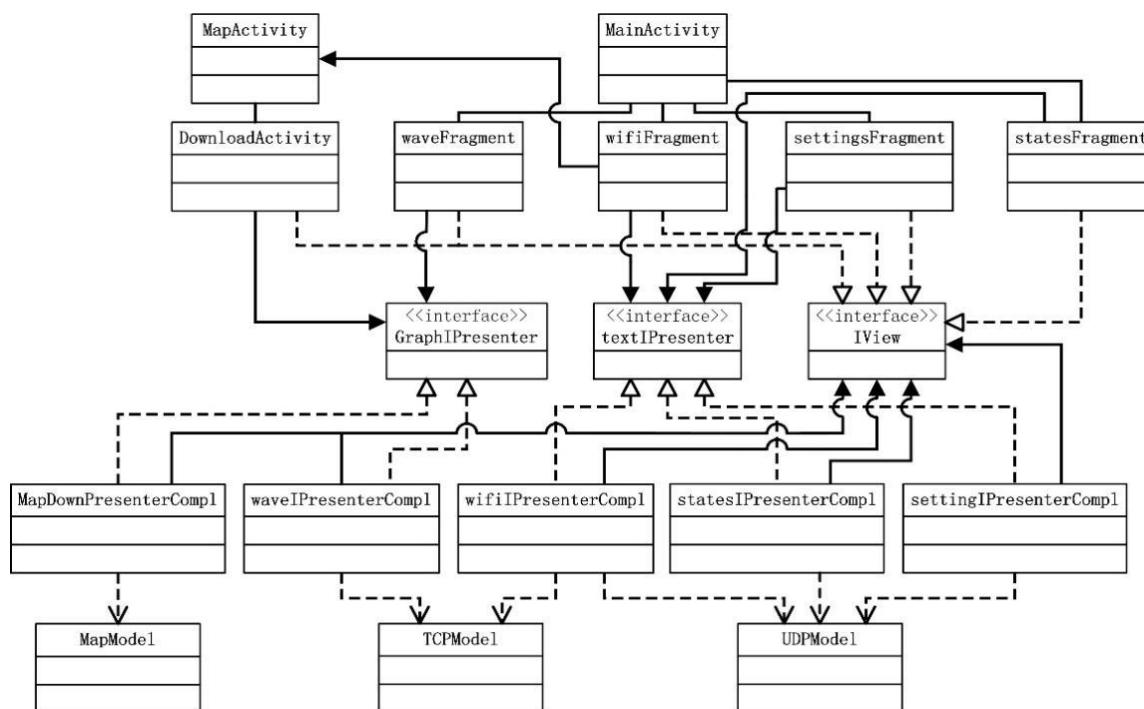 MapActivity
MainActivity
DownloadActivity
waveFragment
wifiFragment
settingsFragment
statesFragment
<<interface>>
GraphIPresenter
<<interface>>
textIPresenter
<<interface>>
IView
MapDownPresenterCompl
waveIPresenterCompl
wifiIPresenterCompl
statesIPresenterCompl
settingIPresenterCompl
MapModel
TCPModel
UDPModel